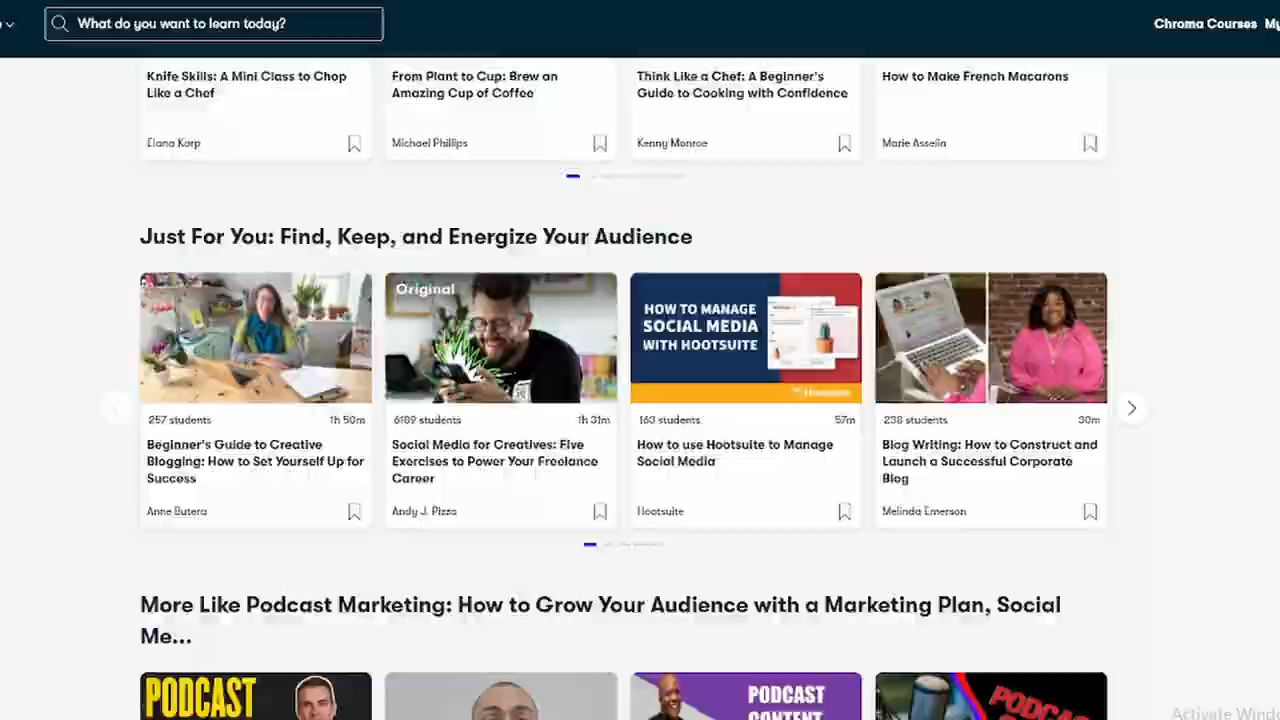 What do you want to learn today?
Chroma Courses My
Knife Skills: A Mini Class to Chop
Like a Chef
From Plant to Cup: Brew an
Amazing Cup of Coffee
Think Like a Chef: A Beginner's
Guide to Cooking with Confidence
How to Make French Macarons
Elana Karp
Michael Phillips
Kenny Monroe
Marie Asselin
Just For You: Find, Keep, and Energize Your Audience
Original
HOW TO MANAGE
SOCIAL MEDIA
WITH HOOTSUITE
Hootsuite
257 students 1h 50m
Beginner's Guide to Creative
Blogging: How to Set Yourself Up for
Success
Anne Butera
6189 students 1h 31m
Social Media for Creatives: Five
Exercises to Power Your Freelance
Career
Andy J. Pizza
163 students 57m
How to use Hootsuite to Manage
Social Media
Hootsuite
238 students 30m
Blog Writing: How to Construct and
Launch a Successful Corporate
Blog
Melinda Emerson
More Like Podcast Marketing: How to Grow Your Audience with a Marketing Plan, Social
Me...
PODCAST
PODCAST
CONTENT
PODCAS
Activate Windo